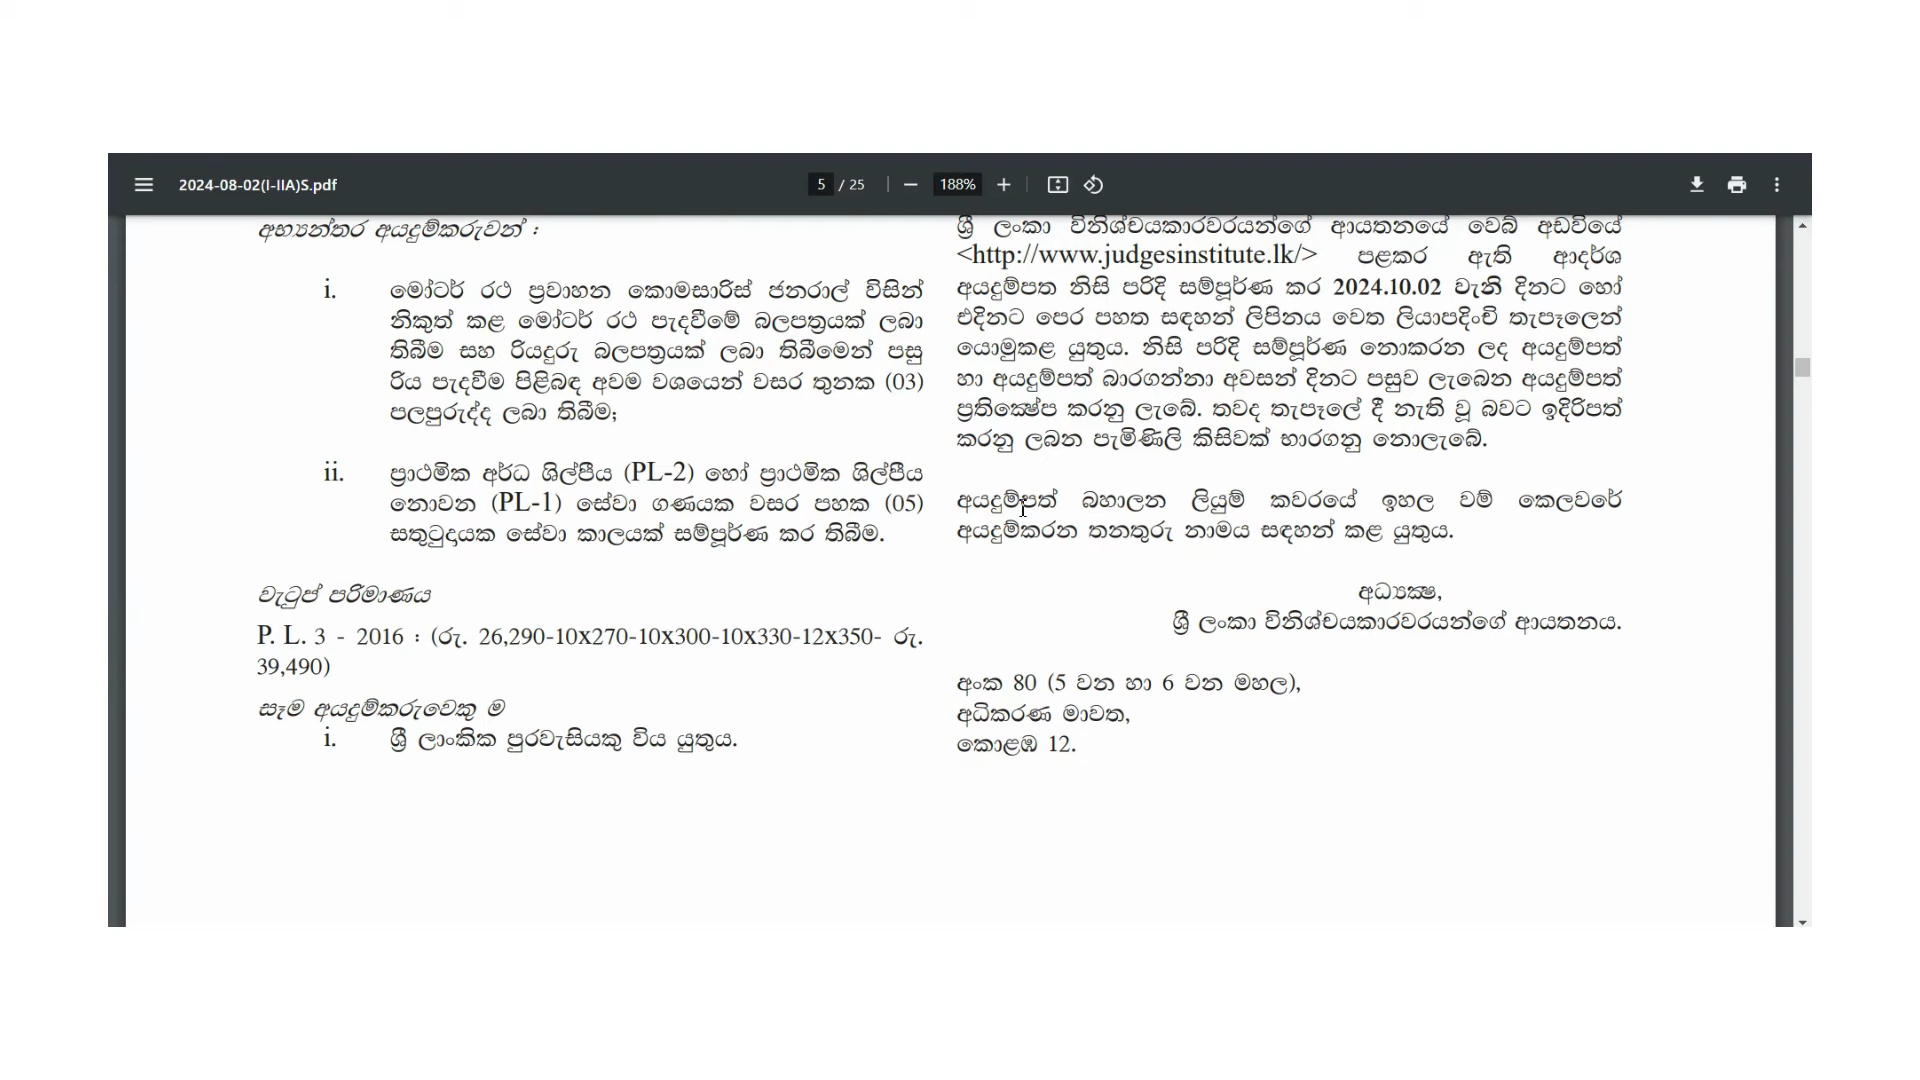 2024-08-02(I-IIA)S.pdf
5 / 25
188%
අභ්‍යන්තර අයදුම්කරුවන් :
i. මෝටර් රථ ප්‍රවාහන කොමසාරිස් ජනරාල් විසින්
නිකුත් කළ මෝටර් රථ පැදවීමේ බලපත්‍රයක් ලබා
තිබීම සහ රියදුරු බලපත්‍රයක් ලබා තිබීමෙන් පසු
රිය පැදවීම පිළිබඳ අවම වශයෙන් වසර තුනක (03)
පලපුරුද්ද ලබා තිබීම;
ii. ප්‍රාථමික අර්ධ ශිල්පීය (PL-2) හෝ ප්‍රාථමික ශිල්පීය
නොවන (PL-1) සේවා ගණයක වසර පහක (05)
සතුටුදායක සේවා කාලයක් සම්පූර්ණ කර තිබීම.
වැටුප් පරිමාණය
P. L. 3 - 2016 : (රු. 26,290-10x270-10x300-10x330-12x350- රු.
39,490)
සෑම අයදුම්කරුවෙකු ම
i. ශ්‍රී ලාංකික පුරවැසියකු විය යුතුය.
ශ්‍රී ලංකා විනිශ්චයකාරවරයන්ගේ ආයතනයේ වෙබ් අඩවියේ
<http://www.judgesinstitute.lk/> පළකර ඇති ආදර්ශ
අයදුම්පත නිසි පරිදි සම්පූර්ණ කර 2024.10.02 වැනි දිනට හෝ
එදිනට පෙර පහත සඳහන් ලිපිනය වෙත ලියාපදිංචි තැපෑලෙන්
යොමුකළ යුතුය. නිසි පරිදි සම්පූර්ණ නොකරන ලද අයදුම්පත්
හා අයදුම්පත් බාරගන්නා අවසන් දිනට පසුව ලැබෙන අයදුම්පත්
ප්‍රතික්ෂේප කරනු ලැබේ. තවද තැපෑලේ දී නැති වූ බවට ඉදිරිපත්
කරනු ලබන පැමිණිලි කිසිවක් භාරගනු නොලැබේ.
අයදුම්පත් බහාලන ලියුම් කවරයේ ඉහල වම් කෙලවරේ
අයදුම්කරන තනතුරු නාමය සඳහන් කළ යුතුය.
අධ්‍යක්ෂ,
ශ්‍රී ලංකා විනිශ්චයකාරවරයන්ගේ ආයතනය.
අංක 80 (5 වන හා 6 වන මහල),
අධිකරණ මාවත,
කොළඹ 12.